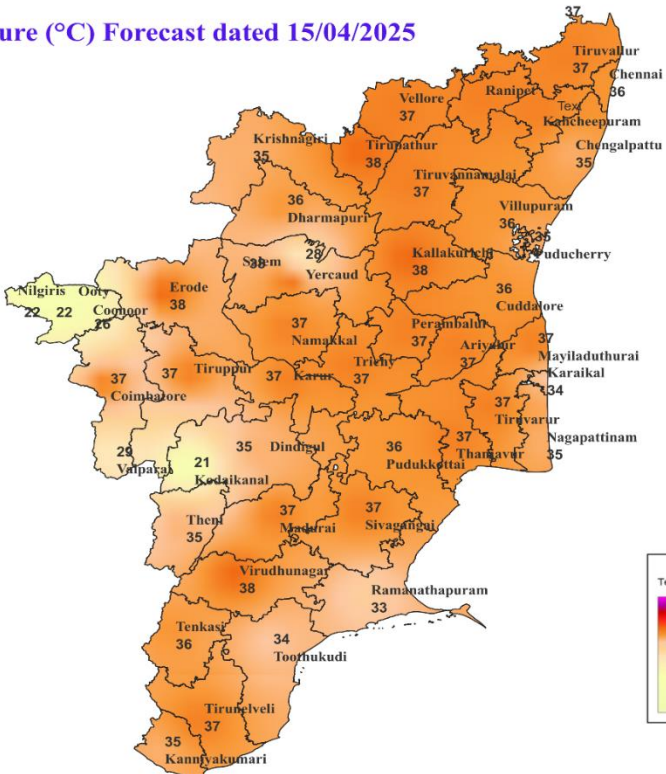 ure (°C) Forecast dated 15/04/2025
37
Tiruvallur
37
Chennai
36
Vellore
37
Ranipet
Text
Kancheepuram
Chengalpattu
35
Krishnagiri
35
Tirupathur
38
Tiruvannamalai
37
36
Dharmapuri
Villupuram
36
35
Puducherry
Salem
38
28
Yercaud
Kallakurichi
38
36
Cuddalore
Nilgiris
22
Ooty
22
Coonoor
26
Erode
38
37
Namakkal
Perambalur
37
Ariyalur
37
37
Mayiladuthurai
Karaikal
34
37
Coimbatore
37
Tiruppur
37
Karur
Trichy
37
37
Tiruvarur
Nagapattinam
35
29
Valparai
21
Kodaikanal
35
Dindigul
36
Pudukkottai
37
Thanjavur
Theni
35
37
Madurai
37
Sivagangai
Virudhunagar
38
Ramanathapuram
33
Tenkasi
36
34
Toothukudi
Tirunelveli
37
35
Kanniyakumari
Te